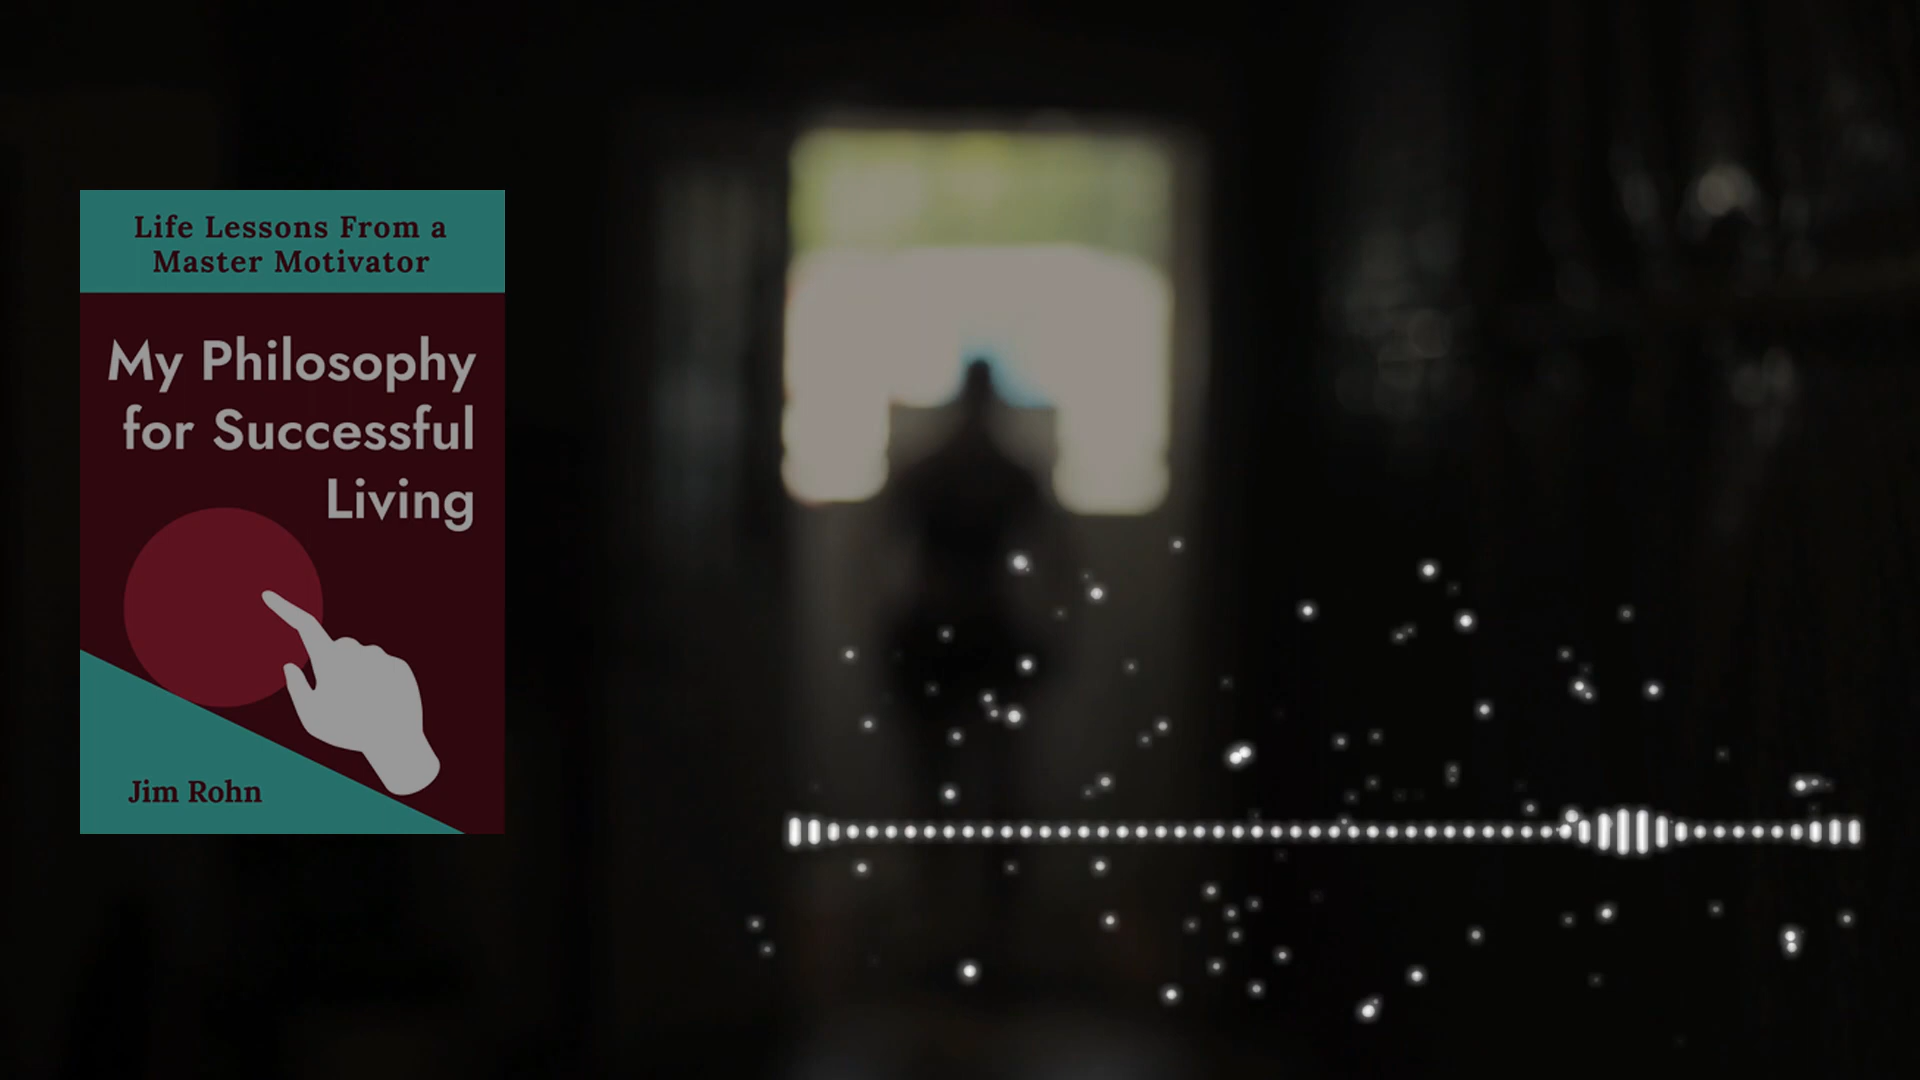 Life Lessons From a
Master Motivator
My Philosophy
for Successful
Living
Jim Rohn